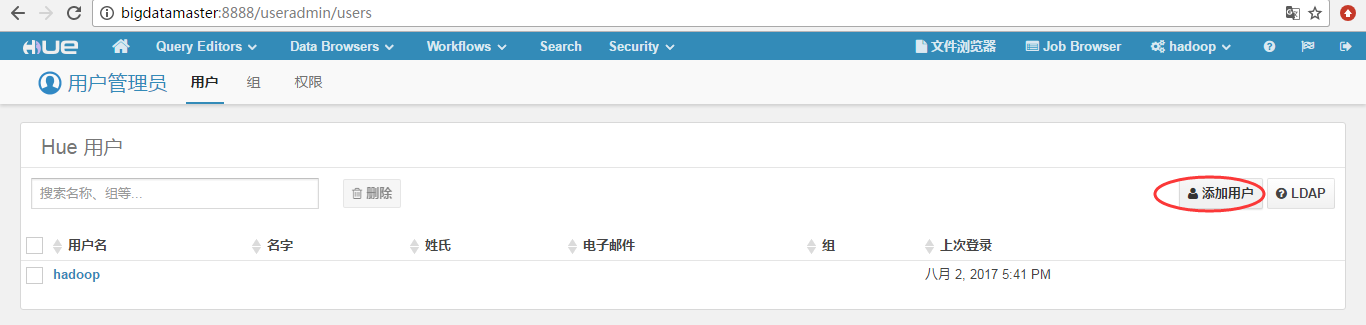 bigdatamaster:8888/useradmin/users
HUE Query Editors Data Browsers Workflows Search Security 文件浏览器 Job Browser hadoop
用户管理员 用户 组 权限
Hue 用户
搜索名称、组等... 删除 添加用户 LDAP
用户名 名字 姓氏 电子邮件 组 上次登录
hadoop 八月 2, 2017 5:41 PM